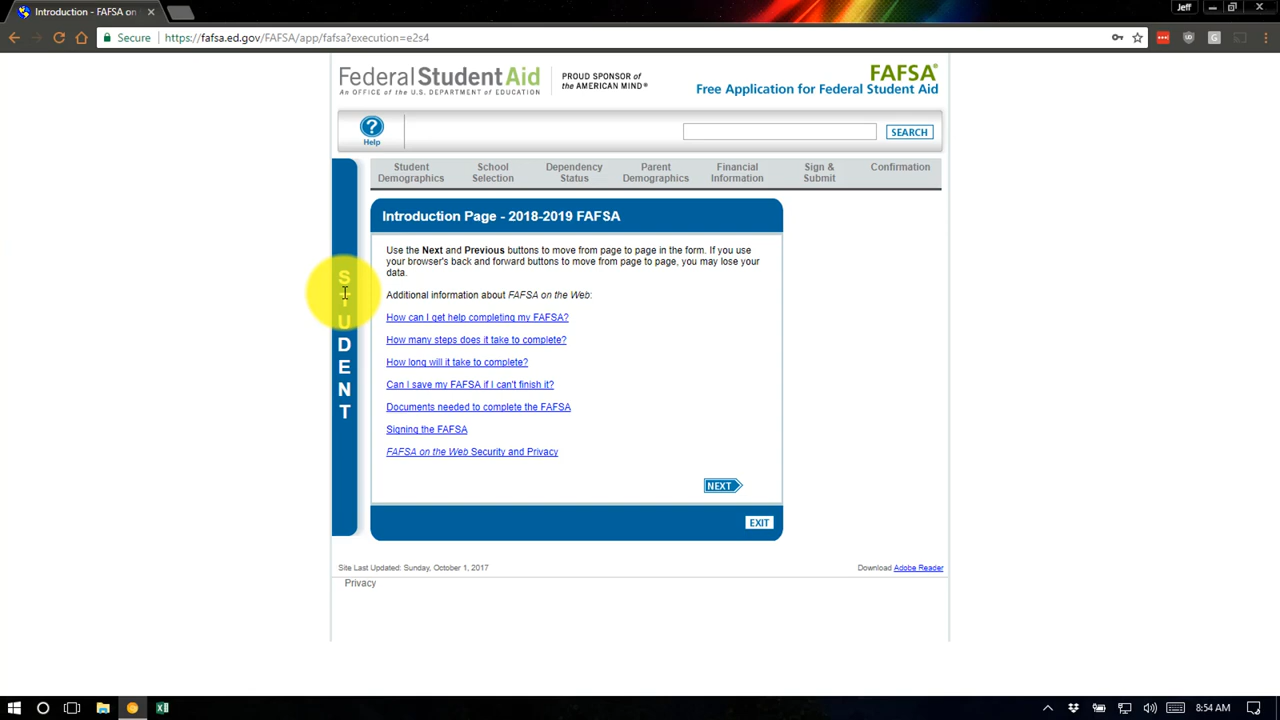 Introduction - FAFSA on
Jeff
Secure
https://fafsa.ed.gov/FAFSA/app/fafsa?execution=e2s4
Federal StudentAid
An OFFICE of the U.S. DEPARTMENT of EDUCATION
PROUD SPONSOR of
the AMERICAN MIND®
FAFSA®
Free Application for Federal Student Aid
?
Help
SEARCH
Student
Demographics
School
Selection
Dependency
Status
Parent
Demographics
Financial
Information
Sign &
Submit
Confirmation
STUDENT
Introduction Page - 2018-2019 FAFSA
Use the Next and Previous buttons to move from page to page in the form. If you use
your browser's back and forward buttons to move from page to page, you may lose your
data.
Additional information about FAFSA on the Web:
How can I get help completing my FAFSA?
How many steps does it take to complete?
How long will it take to complete?
Can I save my FAFSA if I can't finish it?
Documents needed to complete the FAFSA
Signing the FAFSA
FAFSA on the Web Security and Privacy
NEXT
EXIT
Site Last Updated: Sunday, October 1, 2017
Download Adobe Reader
Privacy
8:54 AM